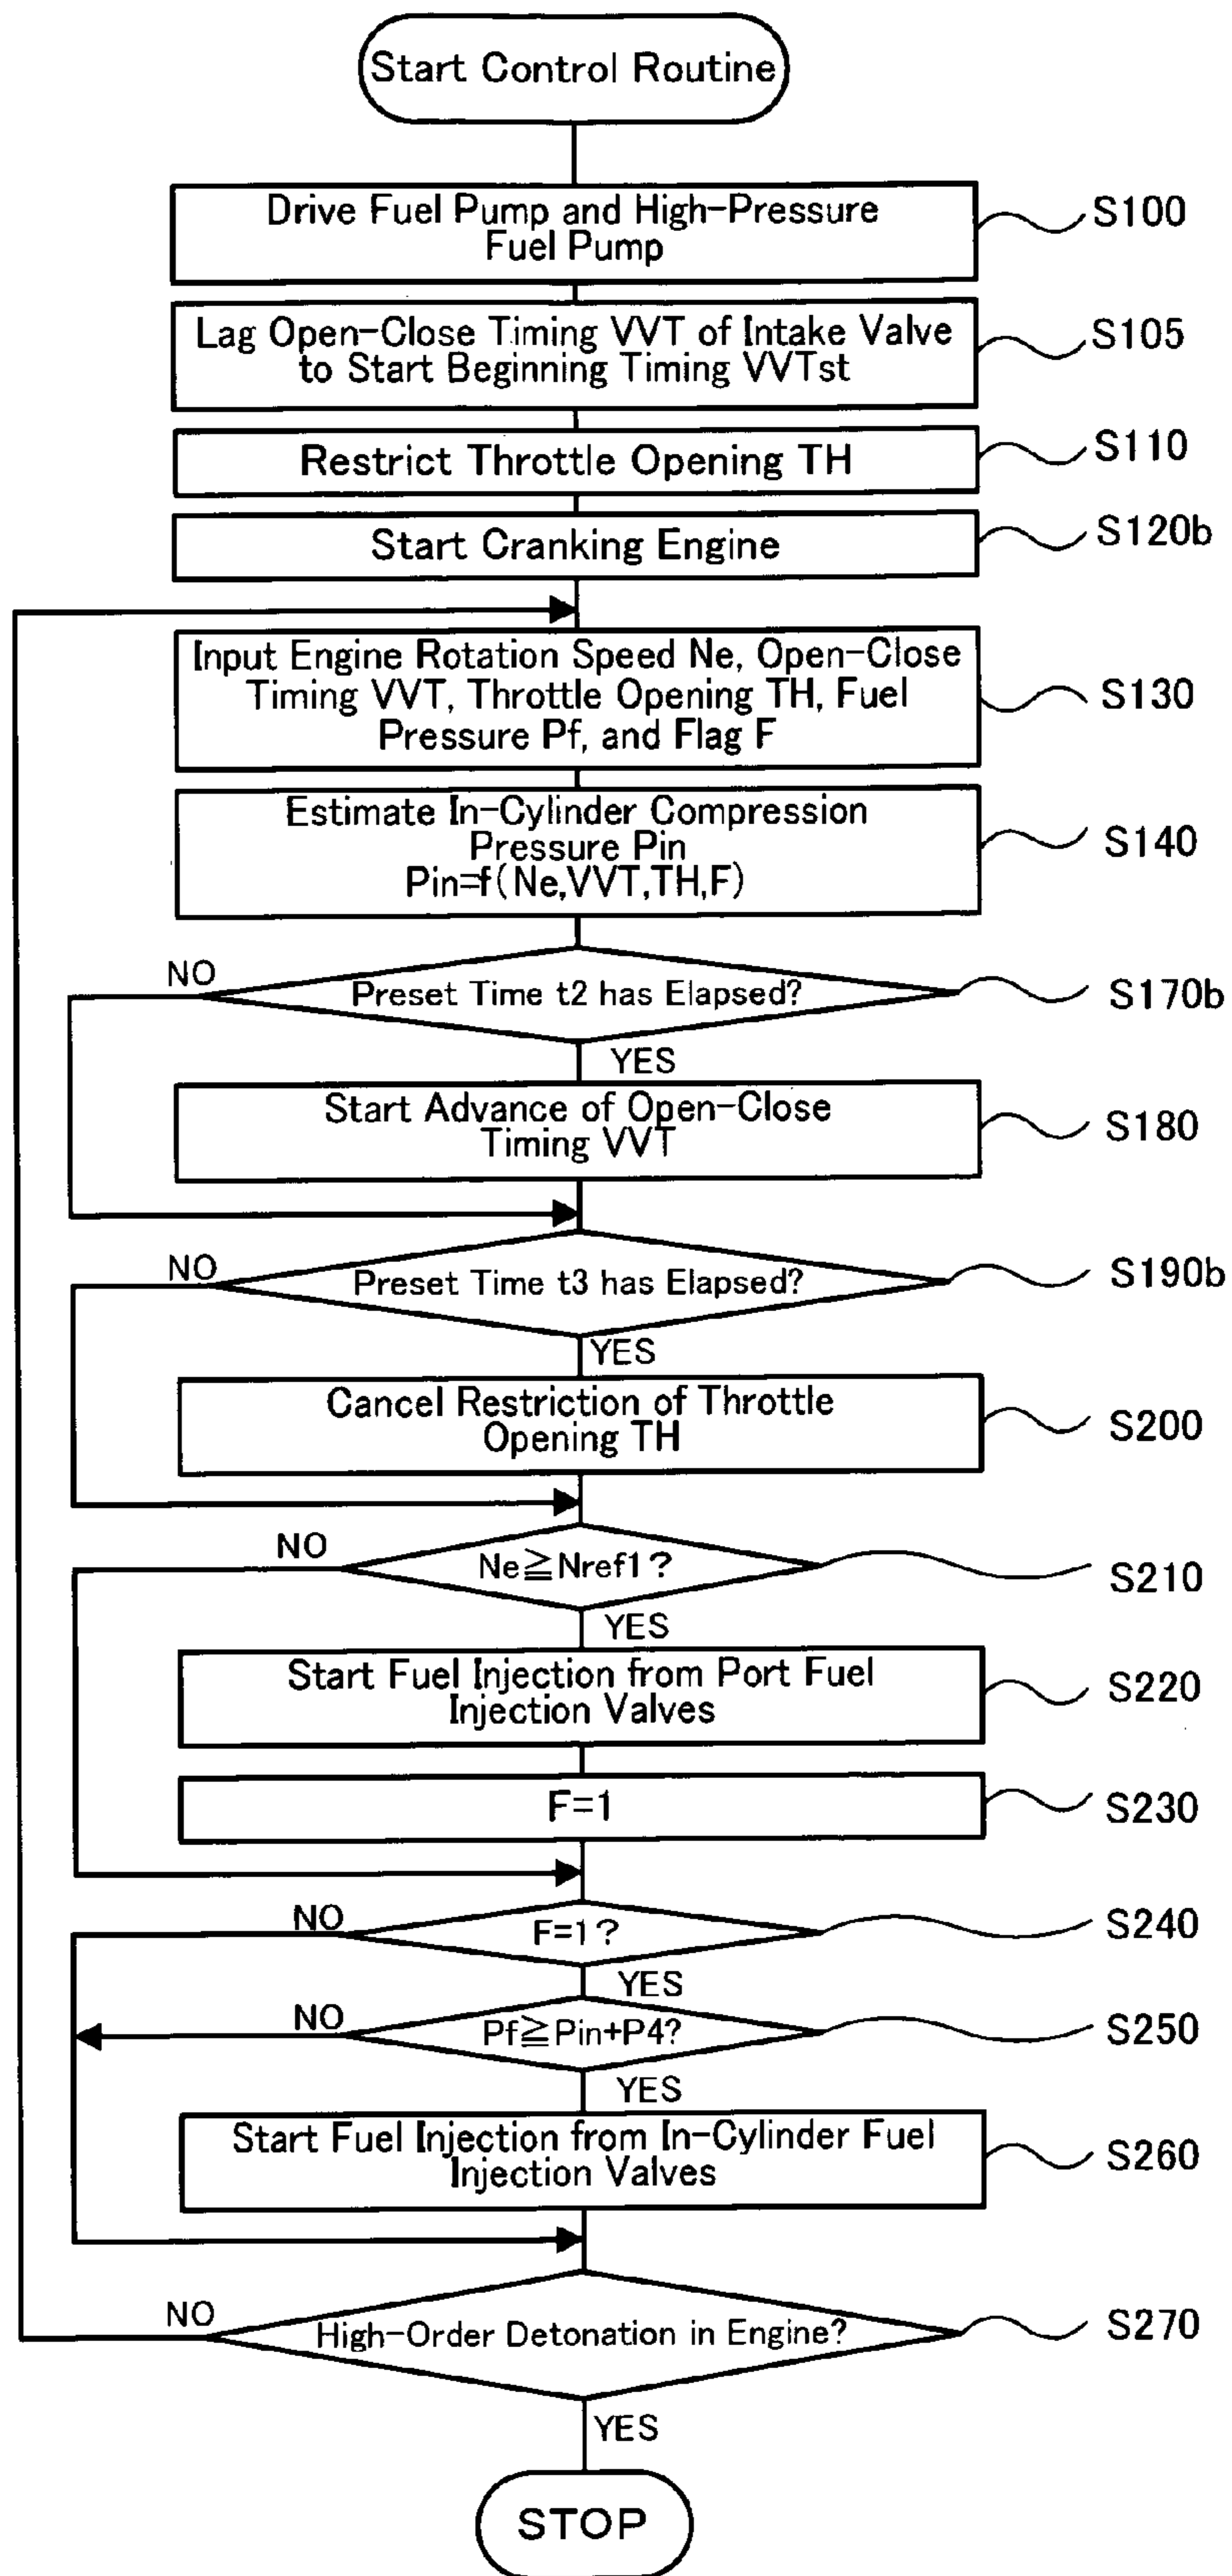 Start Control Routine
Drive Fuel Pump and High-Pressure
Fuel Pump
S100
Lag Open-Close Timing VVT of Intake Valve
to Start Beginning Timing VVTst
S105
Restrict Throttle Opening TH
S110
Start Cranking Engine
S120b
Input Engine Rotation Speed Ne, Open-Close
Timing VVT, Throttle Opening TH, Fuel
Pressure Pf, and Flag F
S130
Estimate In-Cylinder Compression
Pressure Pin
Pin=f(Ne,VVT,TH,F)
S140
NO
Preset Time t2 has Elapsed?
S170b
YES
Start Advance of Open-Close
Timing VVT
S180
NO
Preset Time t3 has Elapsed?
S190b
YES
Cancel Restriction of Throttle
Opening TH
S200
NO
Ne≧Nref1?
S210
YES
Start Fuel Injection from Port Fuel
Injection Valves
S220
F=1
S230
NO
F=1?
S240
YES
NO
Pf≧Pin+P4?
S250
YES
Start Fuel Injection from In-Cylinder Fuel
Injection Valves
S260
NO
High-Order Detonation in Engine?
S270
YES
STOP